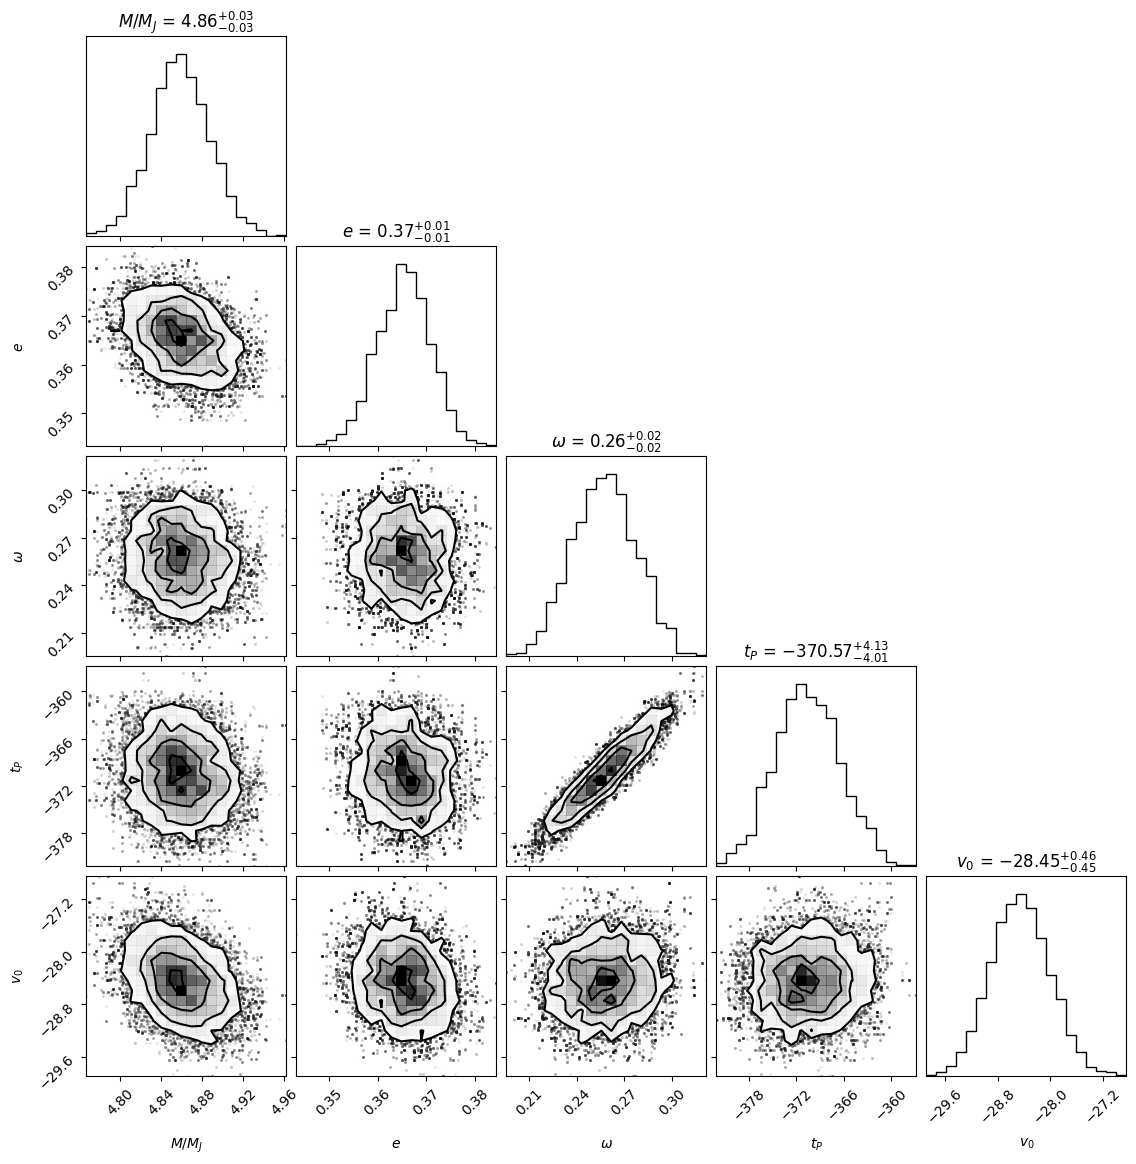 M/M_J = 4.86^{+0.03}_{-0.03}
e = 0.37^{+0.01}_{-0.01}
0.38
0.37
0.36
0.35
e
ω = 0.26^{+0.02}_{-0.02}
0.30
0.27
0.24
0.21
ω
t_P = −370.57^{+4.13}_{-4.01}
−360
−366
−372
−378
t_P
v_0 = −28.45^{+0.46}_{-0.45}
−27.2
−28.0
−28.8
−29.6
v_0
4.80 4.84 4.88 4.92 4.96 0.35 0.36 0.37 0.38 0.21 0.24 0.27 0.30 −378 −372 −366 −360 −29.6 −28.8 −28.0 −27.2
M/M_J e ω t_P v_0